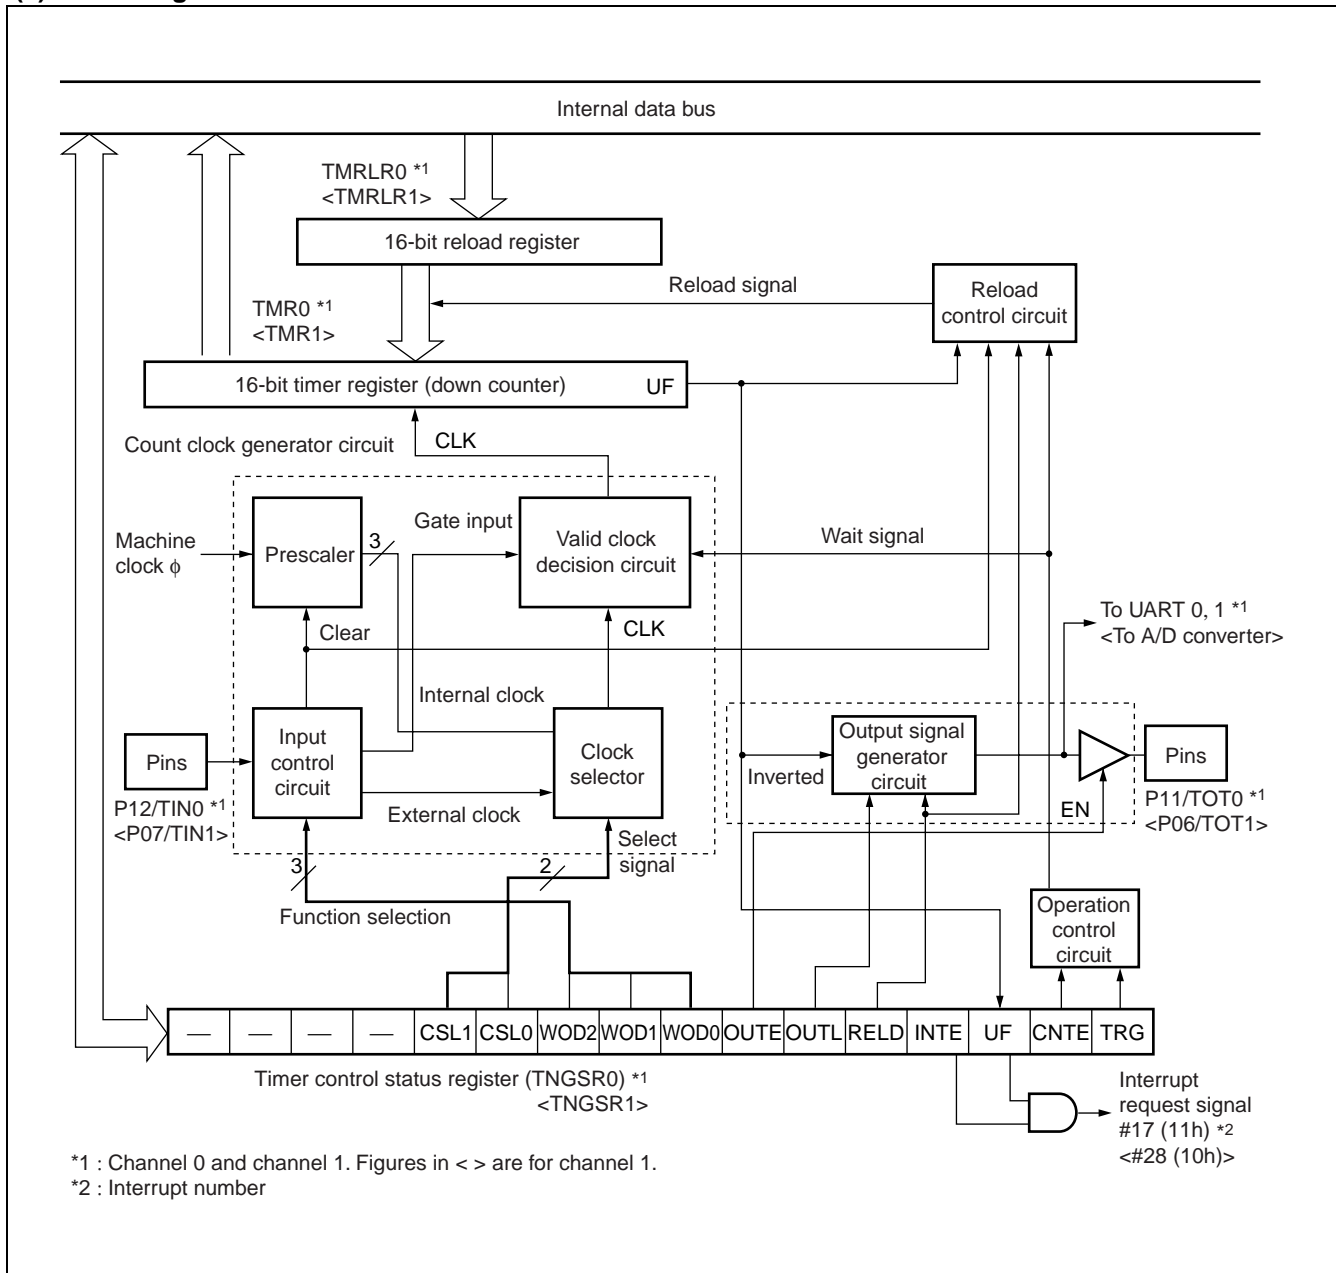 Internal data bus
TMRLR0 *1
<TMRLR1>
16-bit reload register
Reload signal
Reload
control circuit
TMR0 *1
<TMR1>
16-bit timer register (down counter)
UF
Count clock generator circuit
CLK
Machine
clock ϕ
Prescaler
3
Gate input
Valid clock
decision circuit
Wait signal
Clear
CLK
To UART 0, 1 *1
<To A/D converter>
Internal clock
Pins
P12/TIN0 *1
<P07/TIN1>
Input
control
circuit
External clock
Clock
selector
Inverted
Output signal
generator
circuit
EN
Pins
P11/TOT0 *1
<P06/TOT1>
3
Function selection
2
Select
signal
Operation
control
circuit
— — — — CSL1 CSL0 WOD2 WOD1 WOD0 OUTE OUTL RELD INTE UF CNTE TRG
Timer control status register (TNGSR0) *1
<TNGSR1>
Interrupt
request signal
#17 (11h) *2
<#28 (10h)>
*1 : Channel 0 and channel 1. Figures in < > are for channel 1.
*2 : Interrupt number